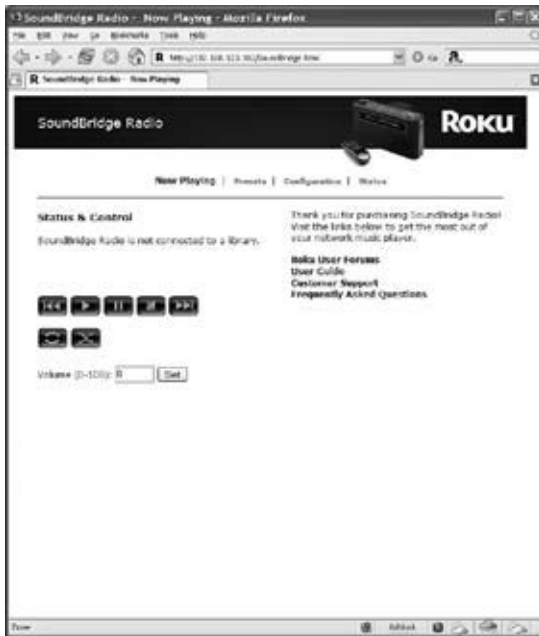 SoundBridge Radio - Now Playing - Mozilla Firefox
File Edit View Go Bookmarks Tools Help
R SoundBridge Radio - Now Playing
SoundBridge Radio
Roku
Now Playing | Presets | Configuration | Status
Status & Control
SoundBridge Radio is not connected to a library.
Volume (0-100):
Set
Thank you for purchasing SoundBridge Radio!
Visit the links below to get the most out of
your network music player.
Roku User Forums
User Guide
Customer Support
Frequently Asked Questions
Done